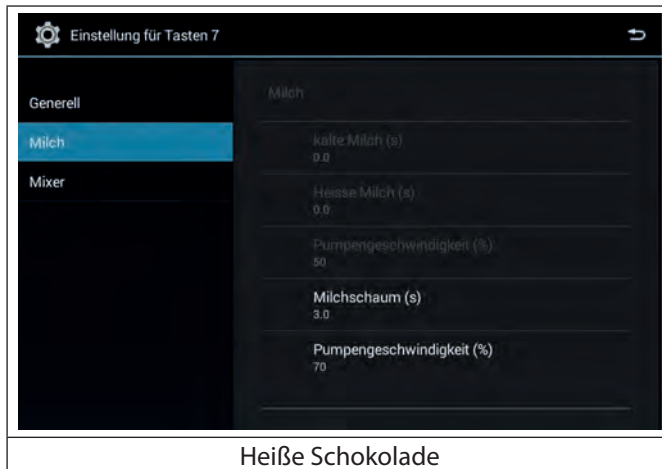 Einstellung für Tasten 7
Generell
Milch
Mixer
Milch
kalte Milch (s)
0.0
Heisse Milch (s)
0.0
Pumpengeschwindigkeit (%)
50
Milchschaum (s)
3.0
Pumpengeschwindigkeit (%)
70
Heiße Schokolade